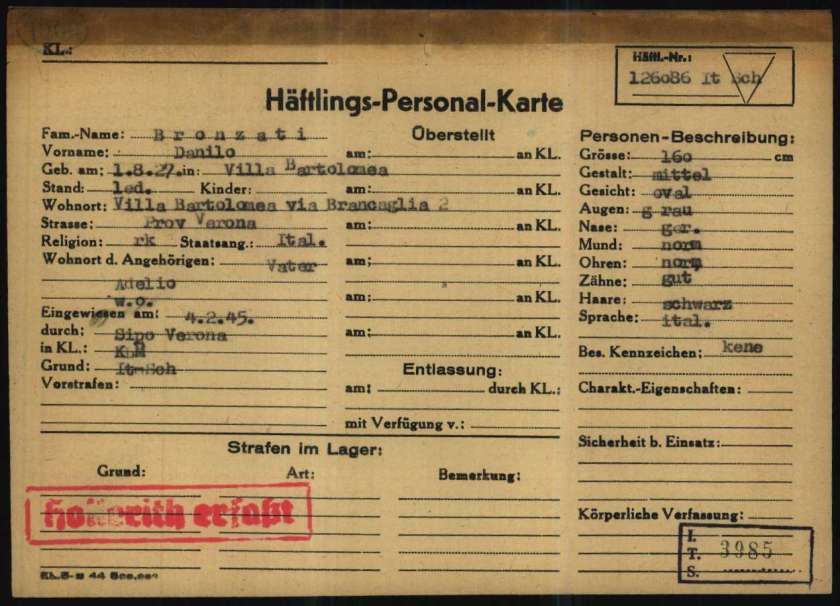 KL.:
Häftl.-Nr.:
126086 It Sch
Häftlings-Personal-Karte
Fam.-Name: Bronzati
Vorname: Danilo
Geb. am: 1.8.27. in: Villa Bartolomea
Stand: led. Kinder:
Wohnort: Villa Bartolomea via Brancaglia 2
Strasse: Prov Varona
Religion: rk Staatsang.: Ital.
Wohnort d. Angehörigen: Vater
Adelio
w.o.
Eingewiesen am: 4.2.45.
durch: Sipo Verona
in KL.: KLM
Grund: It-Sch
Vorstrafen:
Überstellt
am: an KL.
am: an KL.
am: an KL.
am: an KL.
am: an KL.
am: an KL.
Entlassung:
am: durch KL.:
mit Verfügung v.:
Personen-Beschreibung:
Grösse: 160 cm
Gestalt: mittel
Gesicht: oval
Augen: grau
Nase: ger.
Mund: norm
Ohren: norm
Zähne: gut
Haare: schwarz
Sprache: ital.
Bes. Kennzeichen: kene
Charakt.-Eigenschaften:
Sicherheit b. Einsatz:
Körperliche Verfassung:
Strafen im Lager:
Grund: Art: Bemerkung:
Hollerith erfaßt
I.
T. 3985
S.